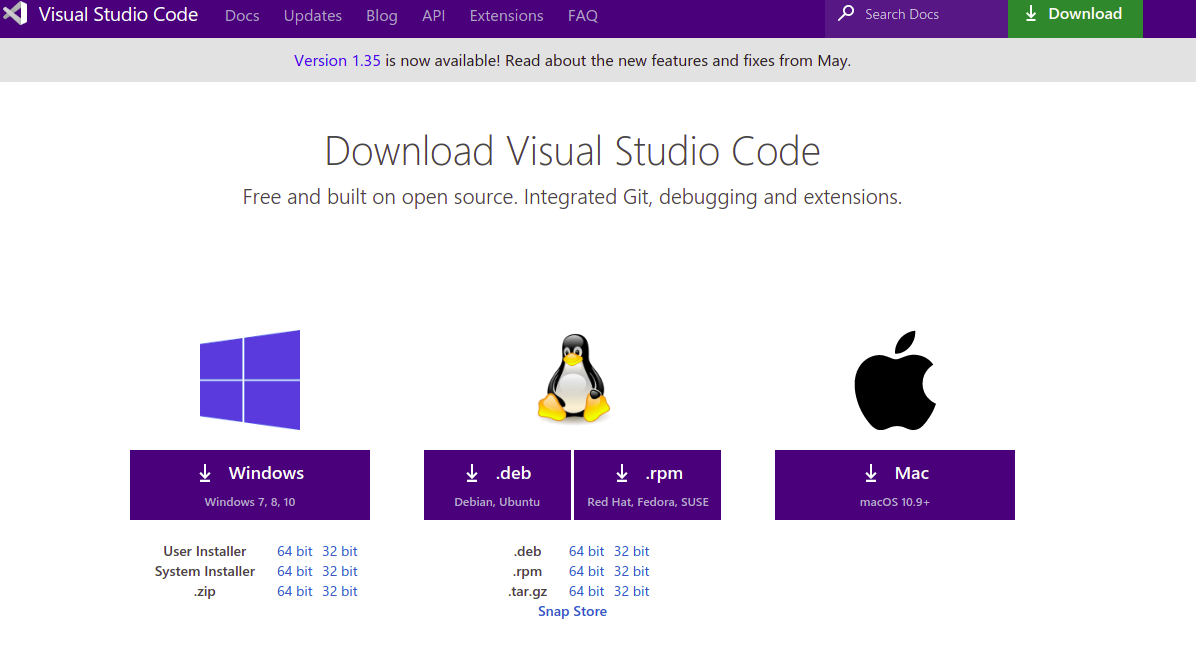 Visual Studio Code Docs Updates Blog API Extensions FAQ Search Docs Download
Version 1.35 is now available! Read about the new features and fixes from May.
Download Visual Studio Code
Free and built on open source. Integrated Git, debugging and extensions.
Windows .deb .rpm Mac
Windows 7, 8, 10 Debian, Ubuntu Red Hat, Fedora, SUSE macOS 10.9+
User Installer 64 bit 32 bit .deb 64 bit 32 bit
System Installer 64 bit 32 bit .rpm 64 bit 32 bit
.zip 64 bit 32 bit .tar.gz 64 bit 32 bit
Snap Store